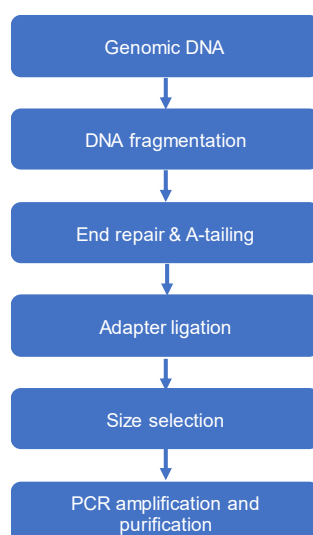 Genomic DNA
DNA fragmentation
End repair & A-tailing
Adapter ligation
Size selection
PCR amplification and
purification